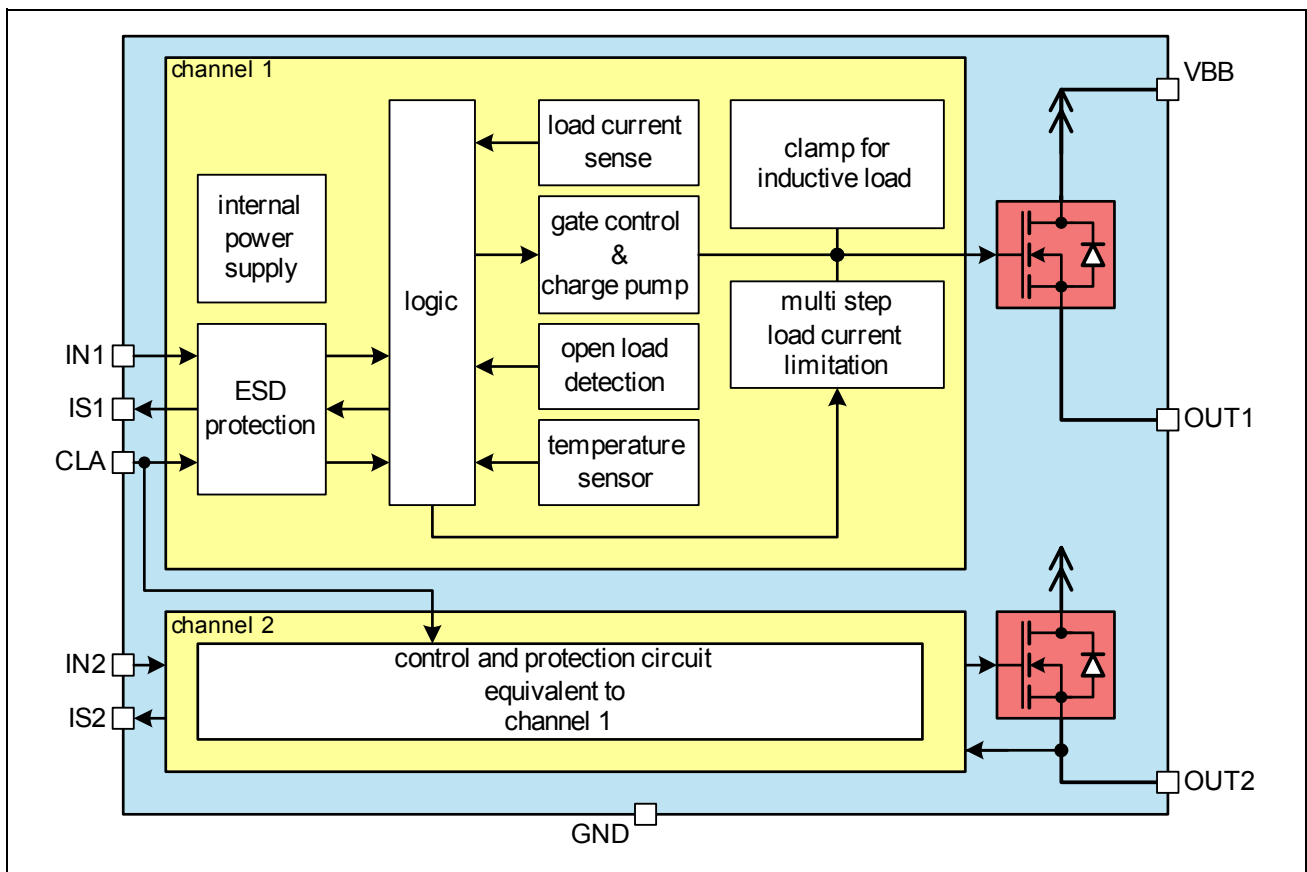 channel 1
VBB
load current
sense
clamp for
inductive load
internal
power
supply
gate control
&
charge pump
logic
multi step
load current
limitation
IN1
ESD
protection
open load
detection
IS1
OUT1
CLA
temperature
sensor
channel 2
IN2
control and protection circuit
equivalent to
channel 1
IS2
OUT2
GND